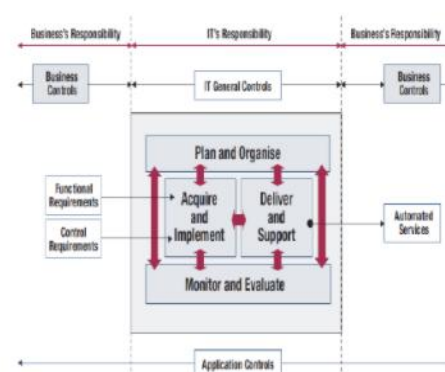 Business's Responsibility
IT's Responsibility
Business's Responsibility
Business
Controls
IT General Controls
Business
Controls
Plan and Organise
Functional
Requirements
Acquire
and
Implement
Deliver
and
Support
Control
Requirements
Automated
Services
Monitor and Evaluate
Application Controls